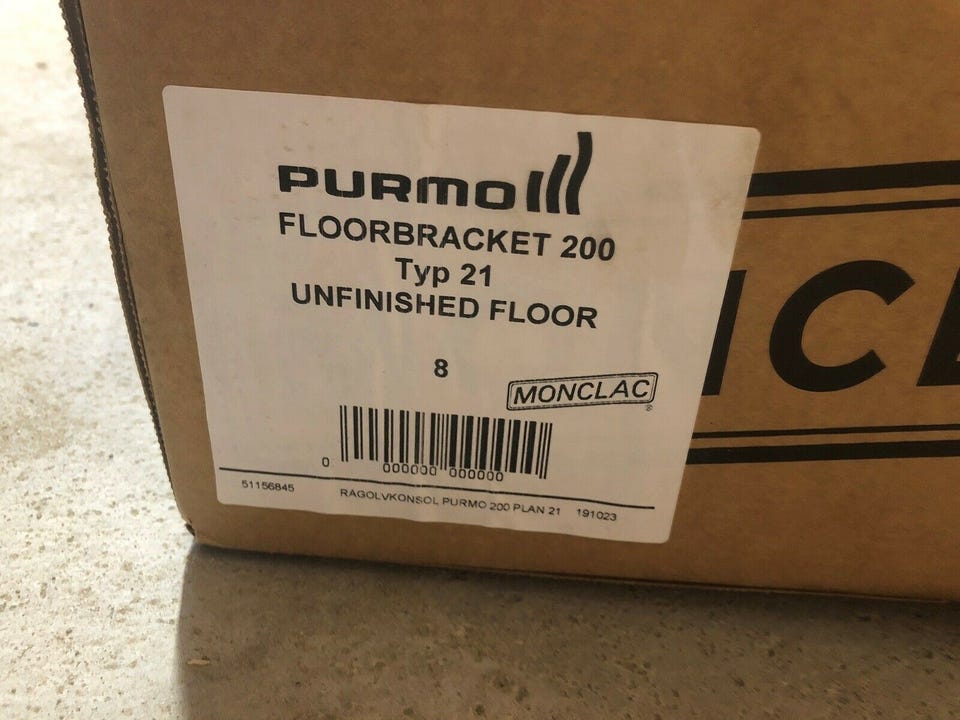 PURMO
FLOORBRACKET 200
Typ 21
UNFINISHED FLOOR
8
MONCLAC
®
0 000000 000000
51156845 RAGOLVKONSOL PURMO 200 PLAN 21 191023
ICE